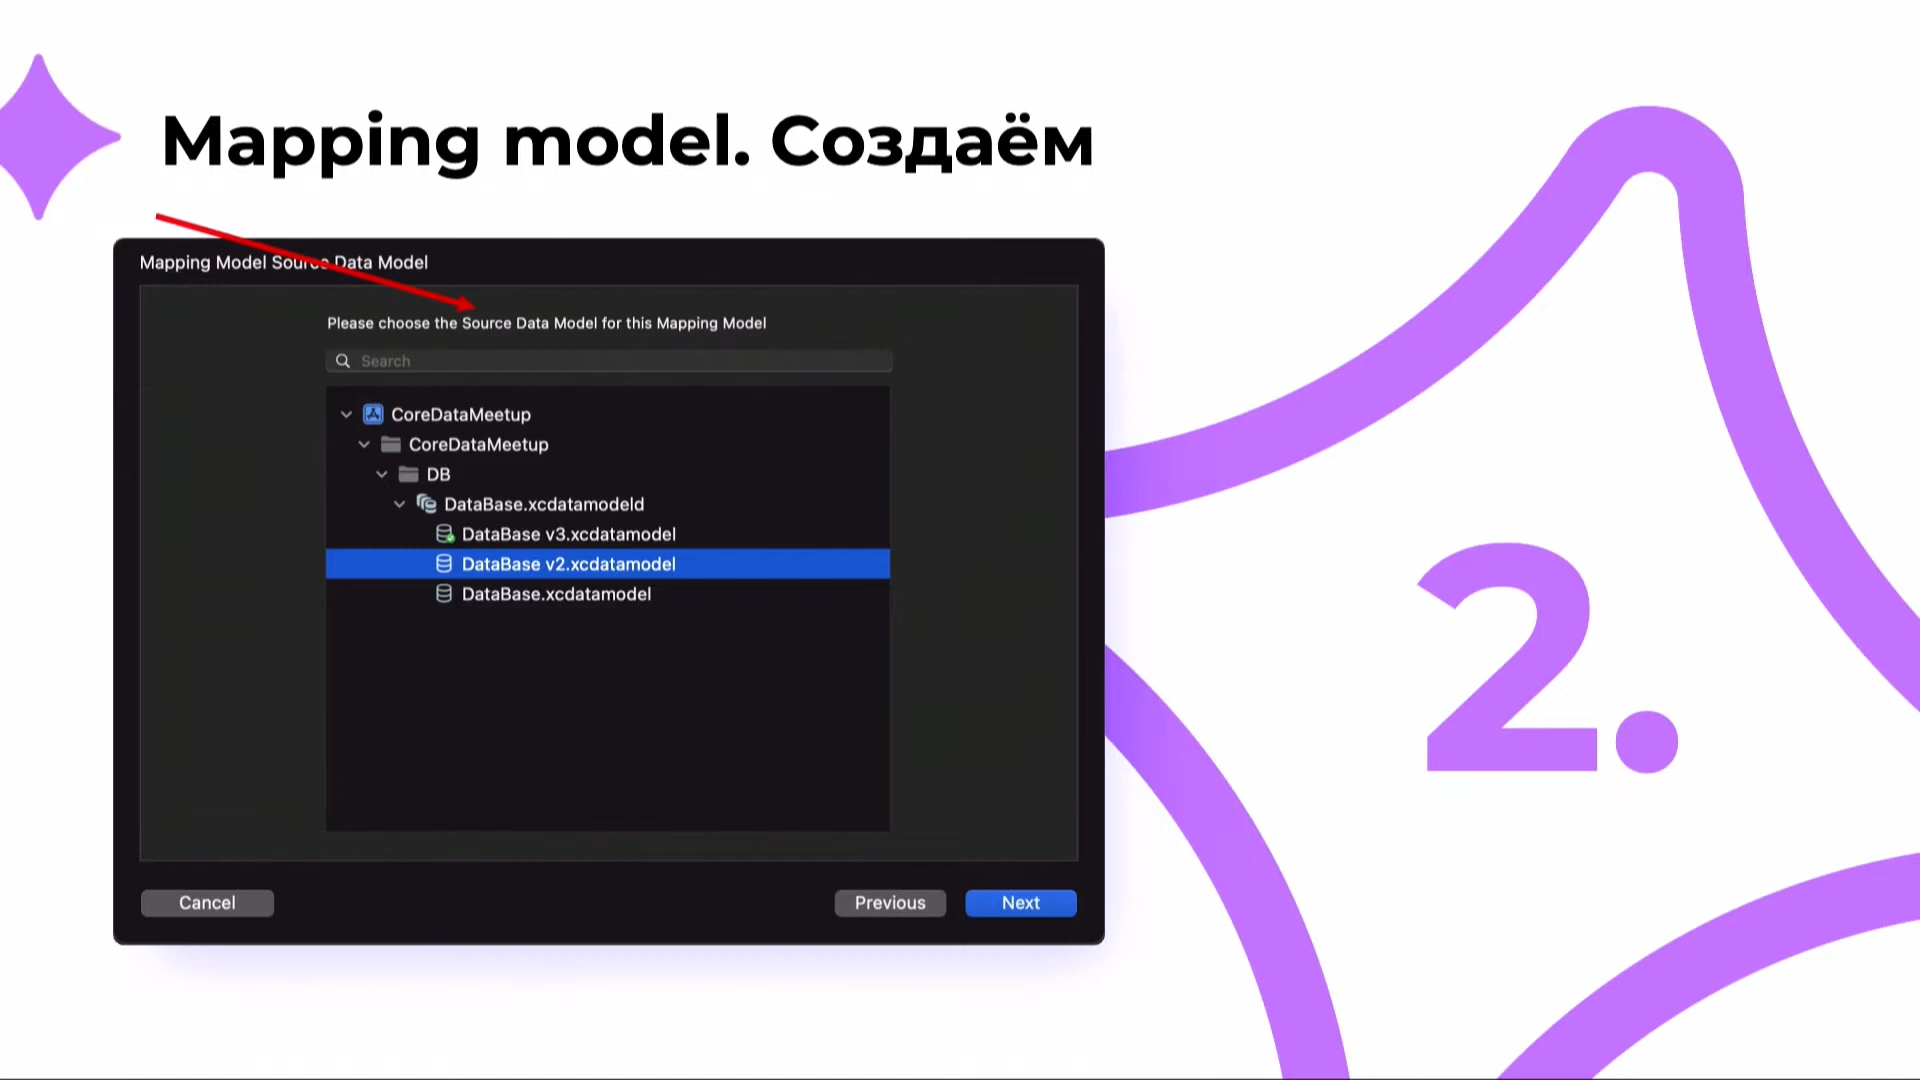 Mapping model. Создаём
Mapping Model Source Data Model
Please choose the Source Data Model for this Mapping Model
Search
CoreDataMeetup
CoreDataMeetup
DB
DataBase.xcdatamodeld
DataBase v3.xcdatamodel
DataBase v2.xcdatamodel
DataBase.xcdatamodel
Cancel
Previous
Next
2.